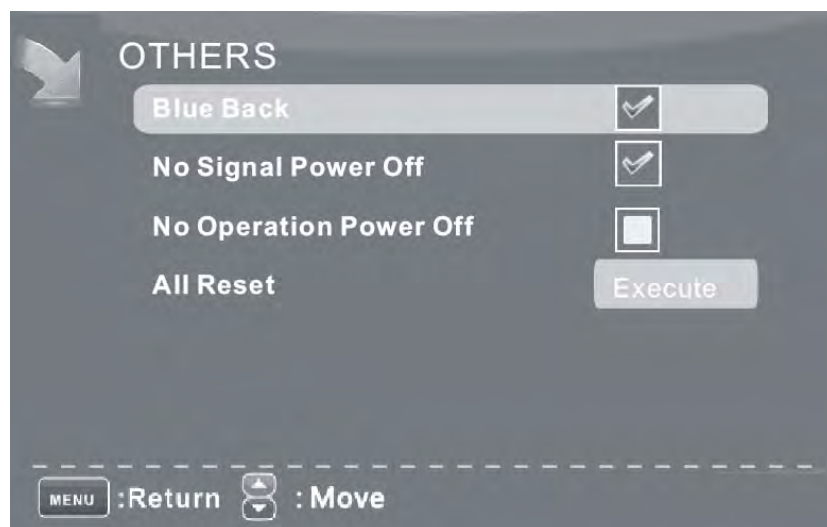 OTHERS
Blue Back
No Signal Power Off
No Operation Power Off
All Reset Execute
MENU :Return : Move